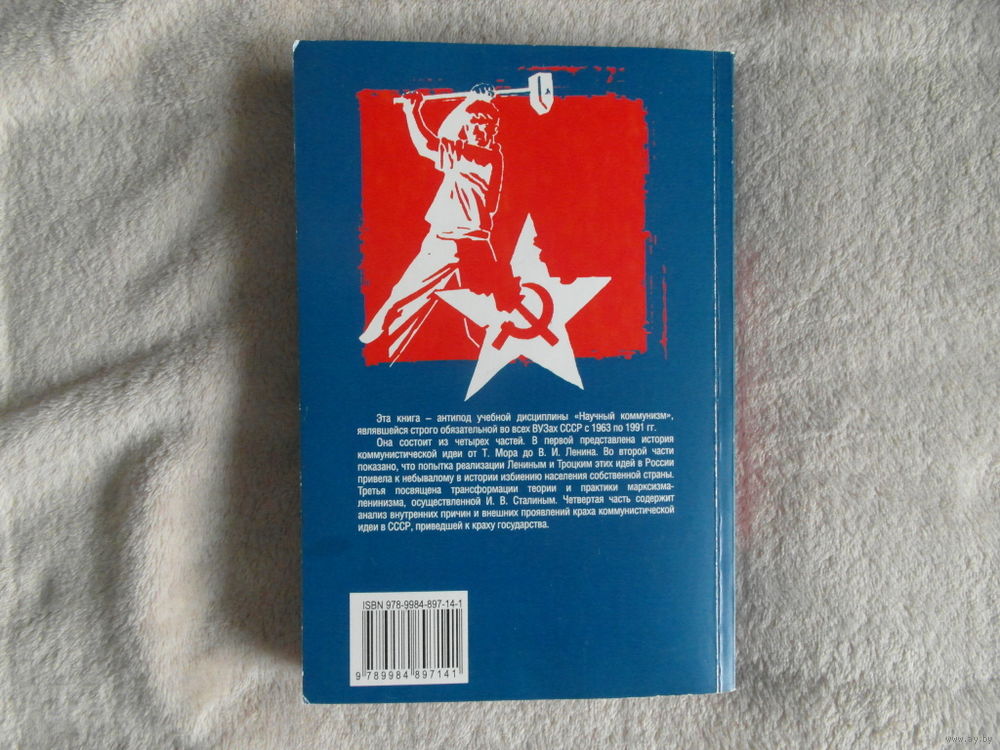 Эта книга – антипод учебной дисциплины «Научный коммунизм»,
являвшейся строго обязательной во всех ВУЗах СССР с 1963 по 1991 гг.
Она состоит из четырех частей. В первой представлена история
коммунистической идеи от Т. Мора до В. И. Ленина. Во второй части
показано, что попытка реализации Лениным и Троцким этих идей в России
привела к небывалому в истории избиению населения собственной страны.
Третья посвящена трансформации теории и практики марксизма-
ленинизма, осуществленной И. В. Сталиным. Четвертая часть содержит
анализ внутренних причин и внешних проявлений краха коммунистической
идеи в СССР, приведшей к краху государства.
ISBN 978-9984-897-14-1
9 789984 897141
www.ay.by